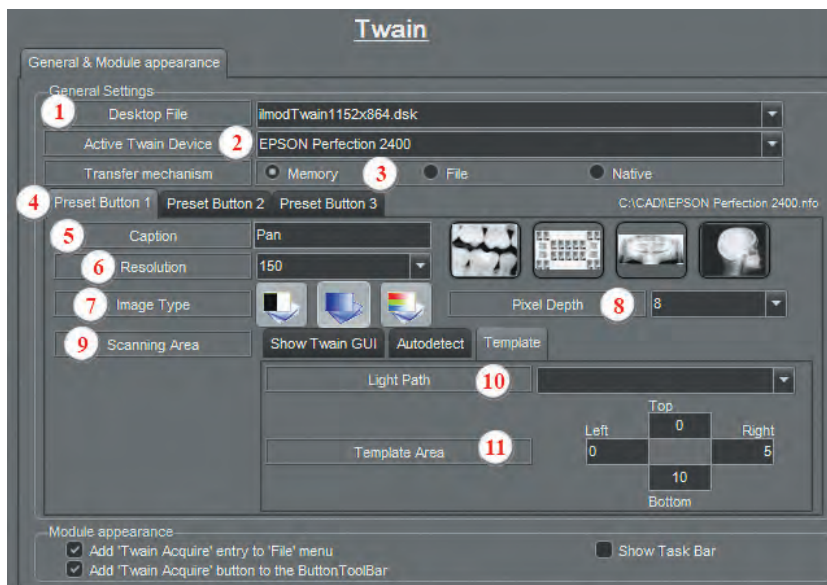 Twain
General & Module appearance
General Settings
1 Desktop File ilmodTwain1152x864.dsk
Active Twain Device 2 EPSON Perfection 2400
Transfer mechanism Memory 3 File Native
4 Preset Button 1 Preset Button 2 Preset Button 3 C:\CADI\EPSON Perfection 2400.nfo
5 Caption Pan
6 Resolution 150
7 Image Type Pixel Depth 8 8
9 Scanning Area Show Twain GUI Autodetect Template
Light Path 10
Top
Left 0 Right
Template Area 11 0 5
10
Bottom
Module appearance
Add 'Twain Acquire' entry to 'File' menu Show Task Bar
Add 'Twain Acquire' button to the ButtonToolBar